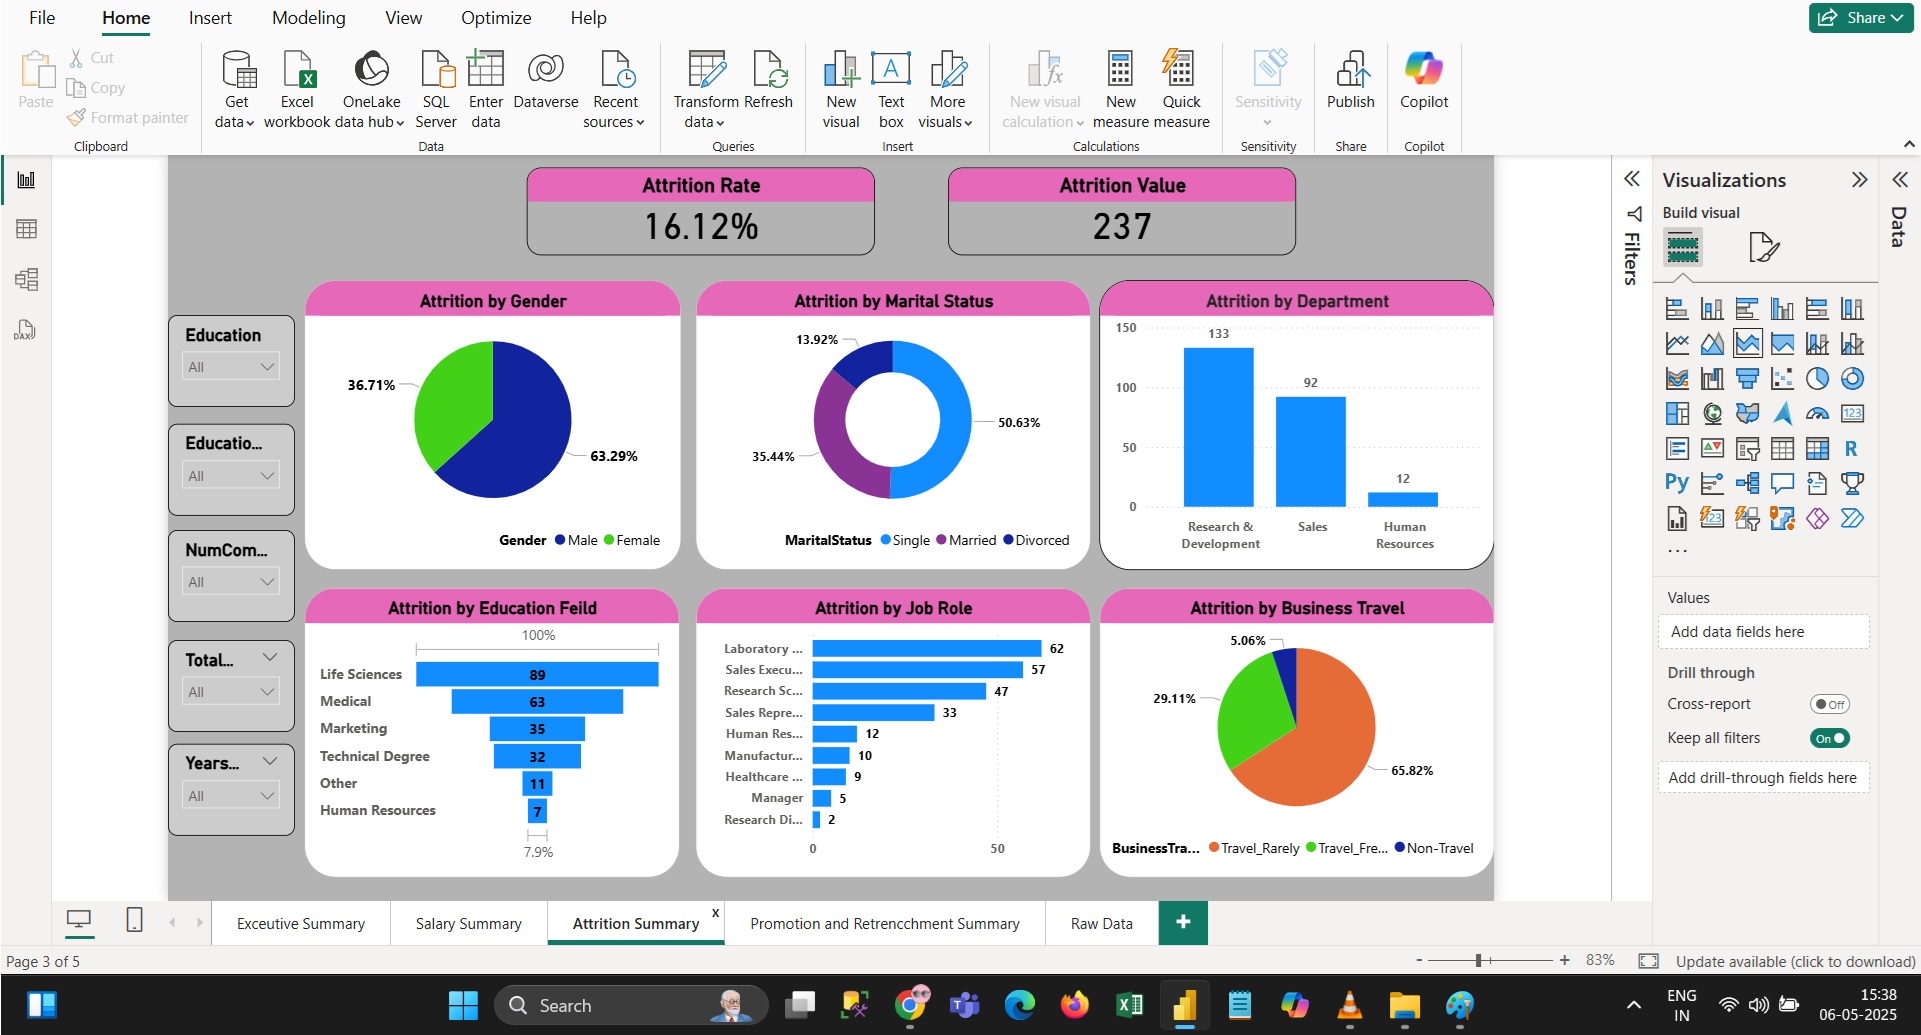 File Home Insert Modeling View Optimize Help Share
Paste
Cut
Copy
Format painter
Clipboard
Get data
Excel workbook
OneLake data hub
SQL Server
Enter data
Dataverse
Recent sources
Data
Transform data
Refresh
Queries
New visual
Text box
More visuals
Insert
New visual calculation
New measure
Quick measure
Calculations
Sensitivity
Sensitivity
Publish
Share
Copilot
Copilot
DAX
Attrition Rate
16.12%
Attrition Value
237
Education
All
Educatio...
All
NumCom...
All
Total...
All
Years...
All
Attrition by Gender
36.71%
63.29%
Gender Male Female
Attrition by Marital Status
13.92%
50.63%
35.44%
MaritalStatus Single Married Divorced
Attrition by Department
150
100
50
0
133
92
12
Research & Development
Sales
Human Resources
Attrition by Education Feild
100%
Life Sciences 89
Medical 63
Marketing 35
Technical Degree 32
Other 11
Human Resources 7
7.9%
Attrition by Job Role
Laboratory ... 62
Sales Execu... 57
Research Sc... 47
Sales Repre... 33
Human Res... 12
Manufactur... 10
Healthcare ... 9
Manager 5
Research Di... 2
0 50
Attrition by Business Travel
5.06%
29.11%
65.82%
BusinessTra... Travel_Rarely Travel_Fre... Non-Travel
Filters
Visualizations
Build visual
123
R
Py
123
...
Values
Add data fields here
Drill through
Cross-report Off
Keep all filters On
Add drill-through fields here
Data
Exceutive Summary
Salary Summary
Attrition Summary x
Promotion and Retrencchment Summary
Raw Data
+
Page 3 of 5
- + 83%
Update available (click to download)
Search
ENG
IN
15:38
06-05-2025